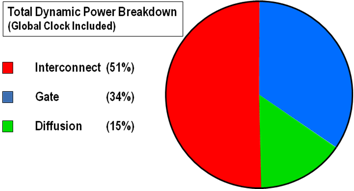 Total Dynamic Power Breakdown
(Global Clock Included)
Interconnect (51%)
Gate (34%)
Diffusion (15%)